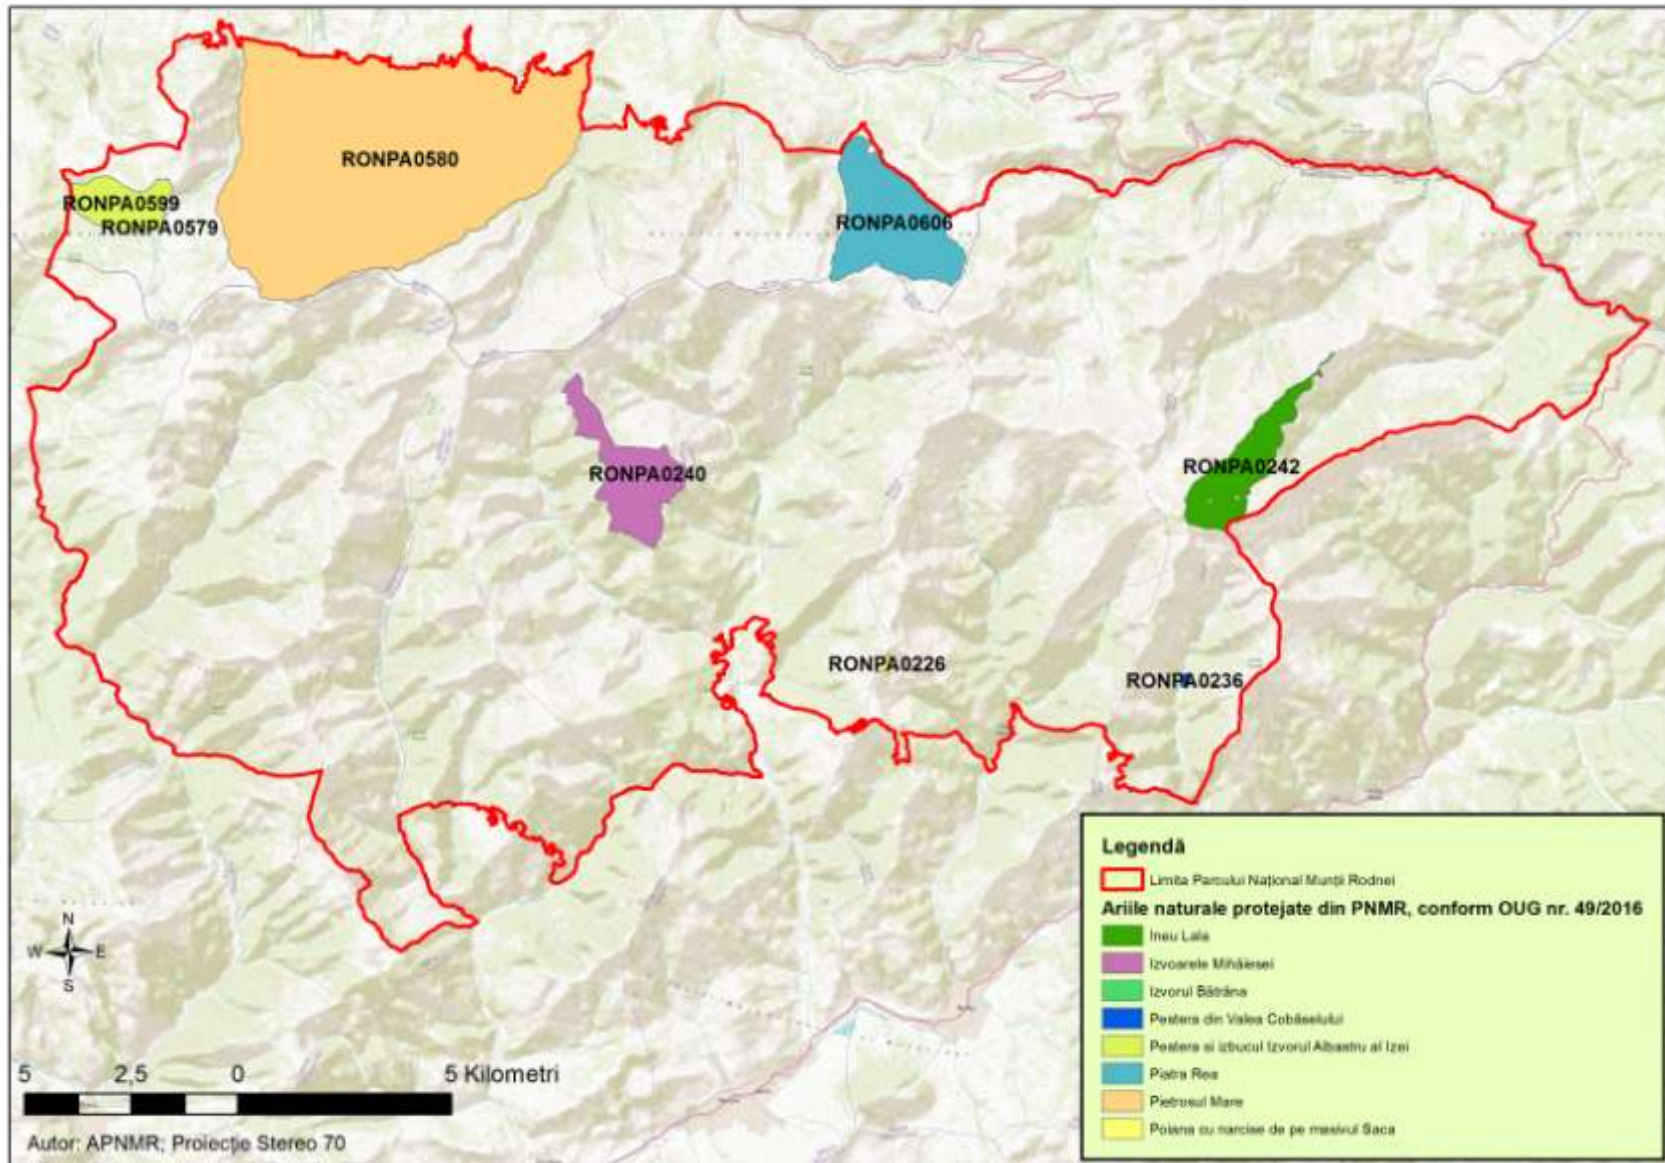 RONPA0580
RONPA0599
RONPA0579
RONPA0606
RONPA0240
RONPA0242
RONPA0226
RONPA0236
N
W E
S
5 2,5 0 5 Kilometri
Autor: APNMR; Proiecție Stereo 70
Legendă
Limita Parcului Național Munții Rodnei
Ariile naturale protejate din PNMR, conform OUG nr. 49/2016
Ineu Lala
Izvoarele Mihăiesei
Izvorul Bătrâna
Pestera din Valea Cobăselului
Pestera si izbucul Izvorul Albastru al Izei
Piatra Rea
Pietrosul Mare
Poiana cu narcise de pe masivul Saca